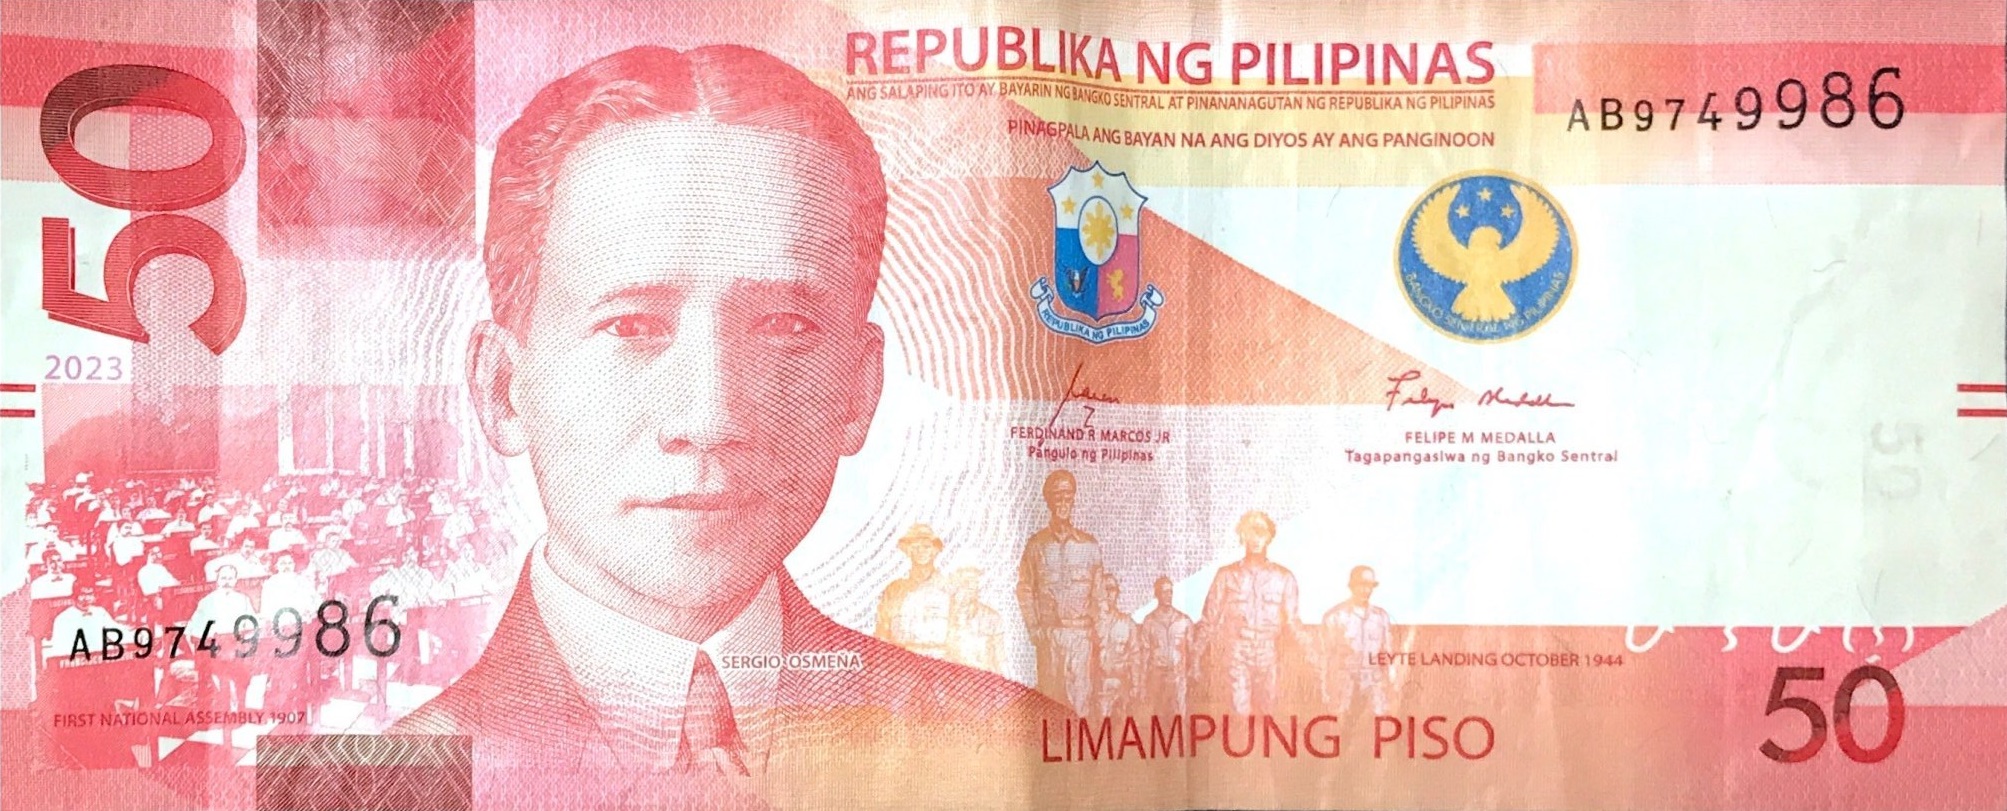 50
REPUBLIKA NG PILIPINAS
ANG SALAPING ITO AY BAYARIN NG BANGKO SENTRAL AT PINANANAGUTAN NG REPUBLIKA NG PILIPINAS
PINAGPALA ANG BAYAN NA ANG DIYOS AY ANG PANGINOON
AB9749986
REPUBLIKA NG PILIPINAS
BANGKO SENTRAL NG PILIPINAS
2023
FERDINAND R MARCOS JR
Pangulo ng Pilipinas
FELIPE M MEDALLA
Tagapangasiwa ng Bangko Sentral
50
AB9749986
SERGIO OSMEÑA
LEYTE LANDING OCTOBER 1944
FIRST NATIONAL ASSEMBLY, 1907
LIMAMPUNG PISO
50